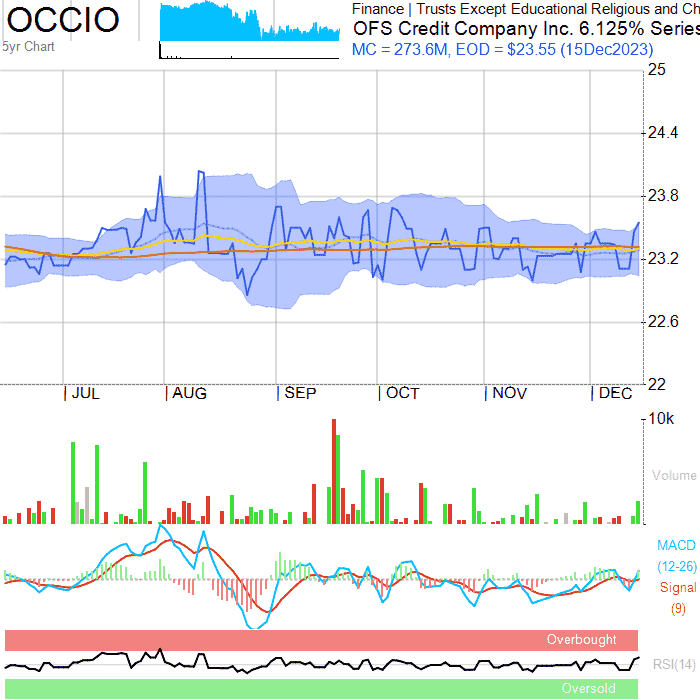 OCCIO
5yr Chart
Finance | Trusts Except Educational Religious and Ch
OFS Credit Company Inc. 6.125% Series
MC = 273.6M, EOD = $23.55 (15Dec2023)
25
24.4
23.8
23.2
22.6
22
JUL AUG SEP OCT NOV DEC
10k
Volume
MACD
(12-26)
Signal
(9)
Overbought
RSI(14)
Oversold